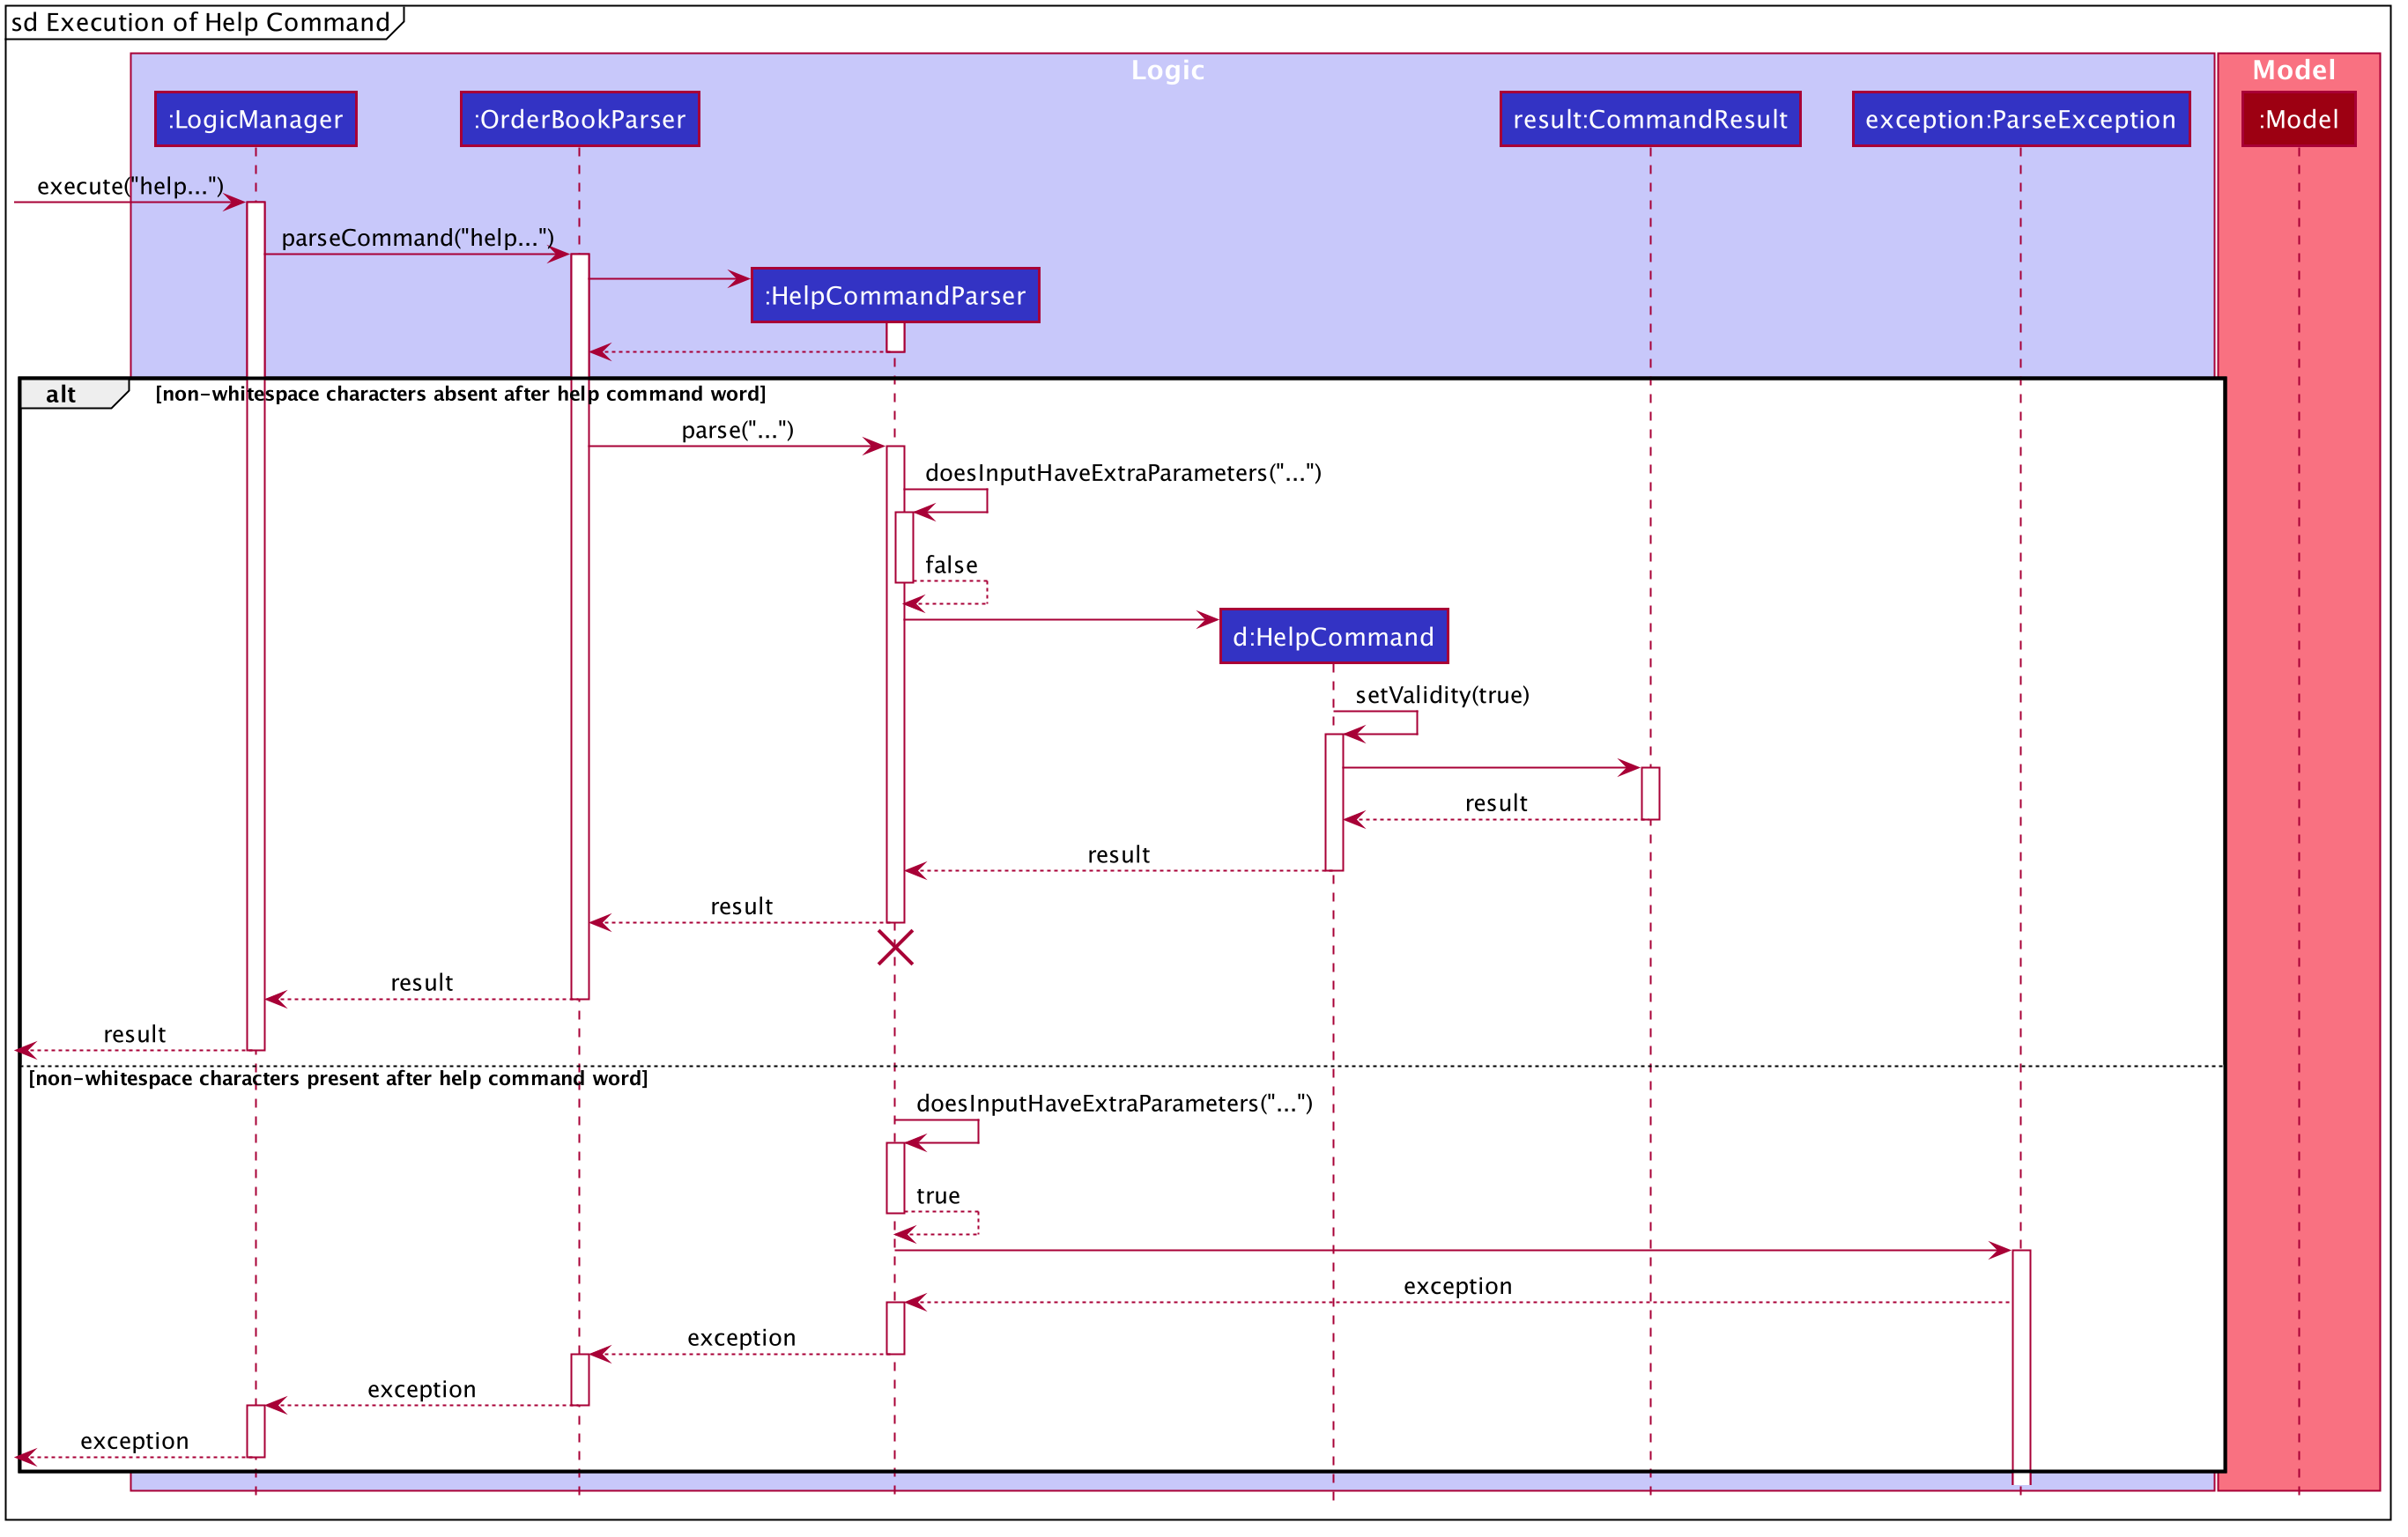 sd Execution of Help Command
Logic
Model
:LogicManager
:OrderBookParser
result:CommandResult
exception:ParseException
:Model
execute("help...")
parseCommand("help...")
:HelpCommandParser
alt
[non-whitespace characters absent after help command word]
parse("...")
doesInputHaveExtraParameters("...")
false
d:HelpCommand
setValidity(true)
result
result
result
result
result
[non-whitespace characters present after help command word]
doesInputHaveExtraParameters("...")
true
exception
exception
exception
exception